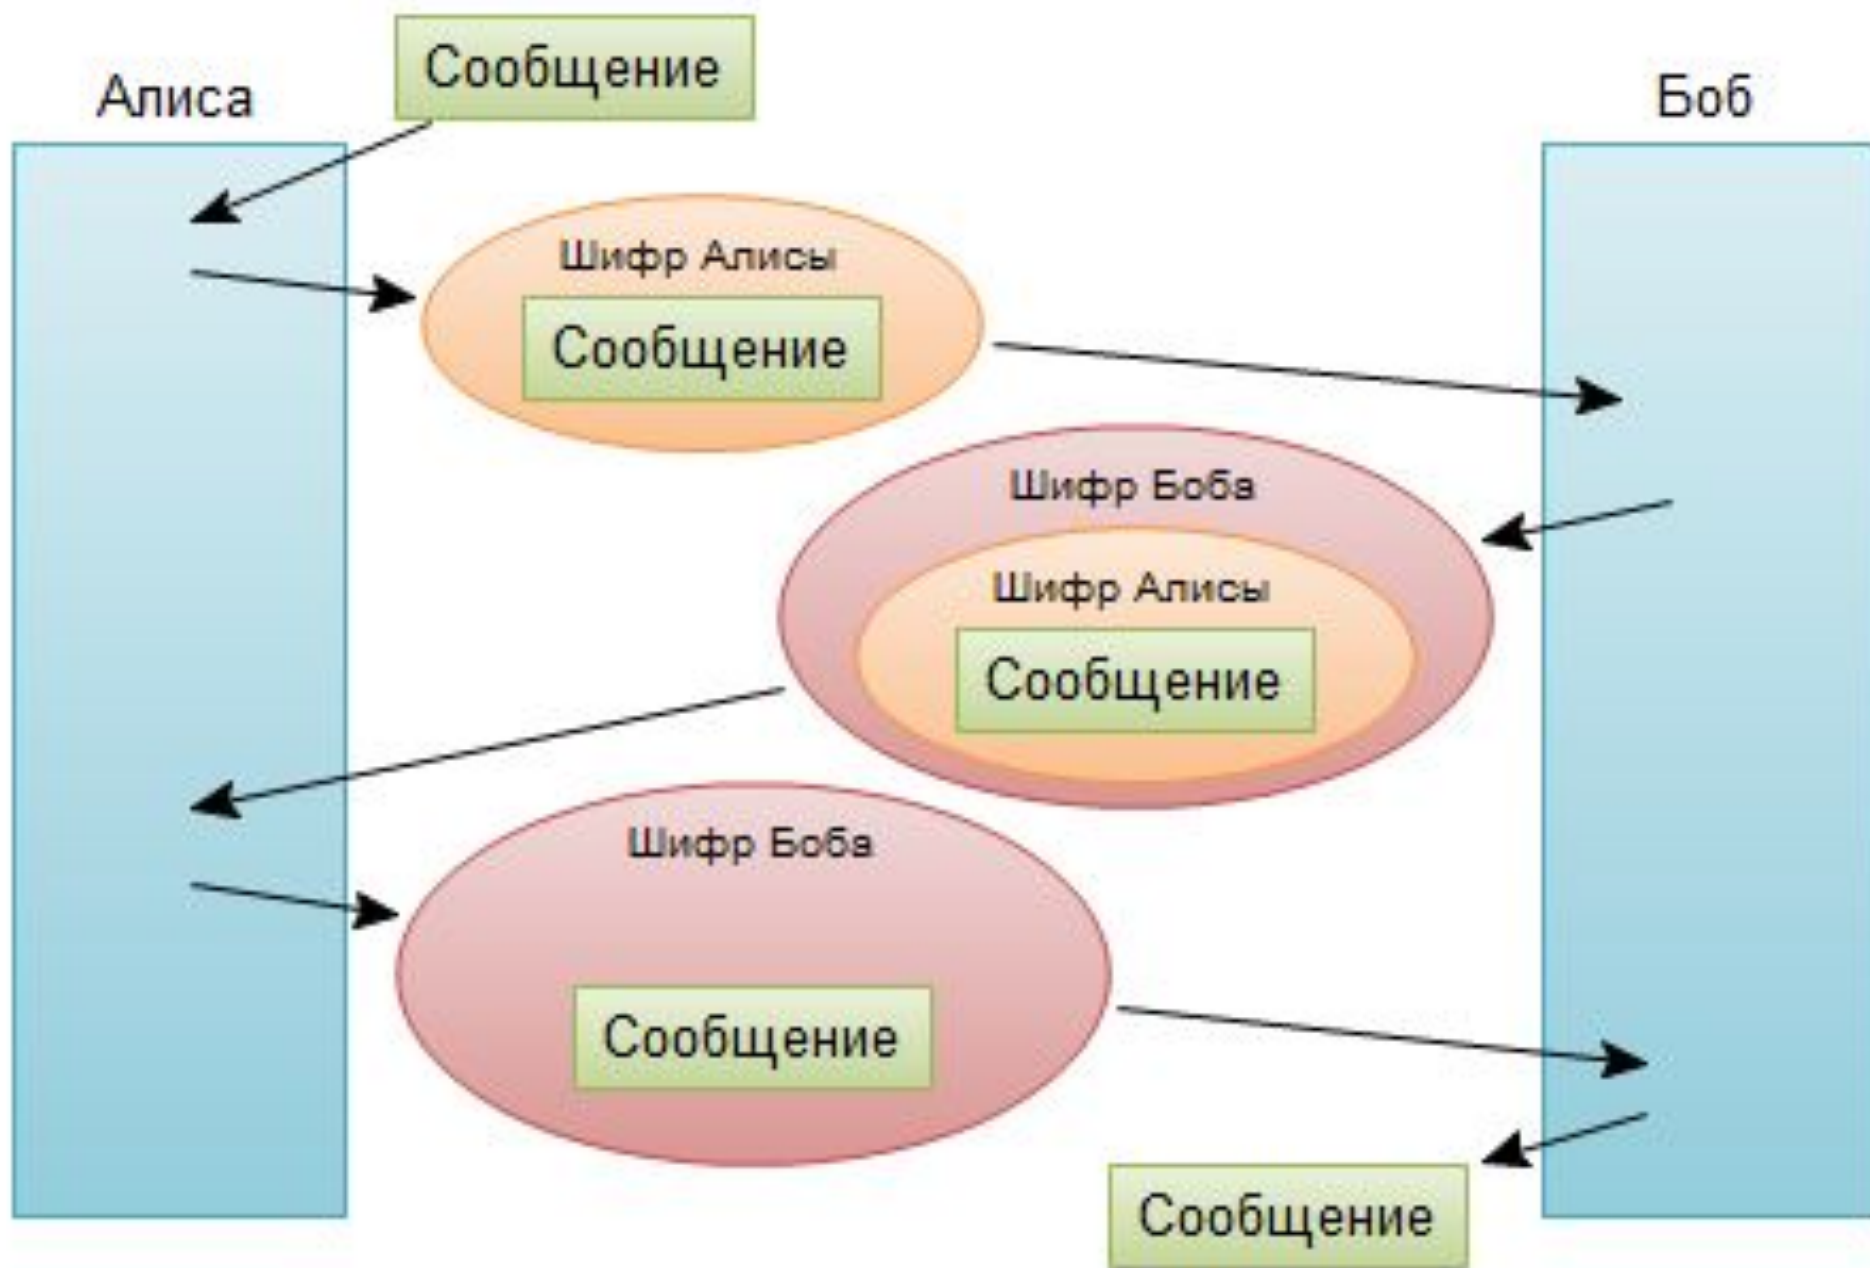 Сообщение
Алиса
Боб
Шифр Алисы
Сообщение
Шифр Боба
Шифр Алисы
Сообщение
Шифр Боба
Сообщение
Сообщение